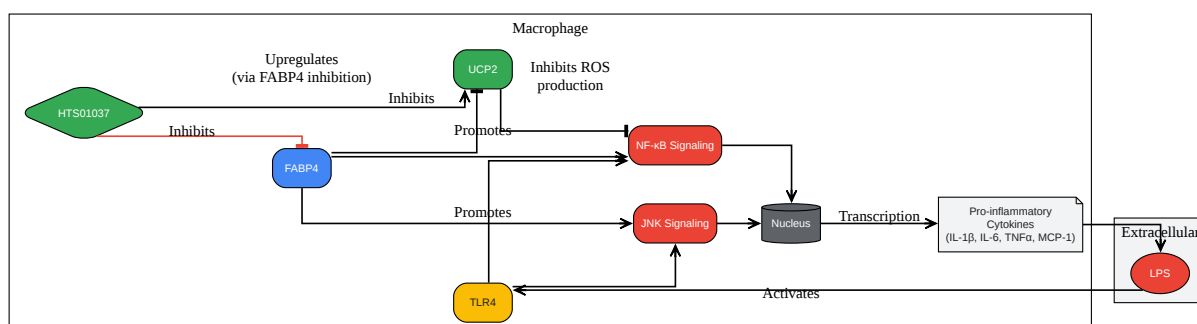 Macrophage
Upregulates
(via FABP4 inhibition)
UCP2
Inhibits ROS
production
HTS01037
Inhibits
Inhibits
Promotes
NF-κB Signaling
FABP4
Promotes
JNK Signaling
Nucleus
Transcription
Pro-inflammatory
Cytokines
(IL-1β, IL-6, TNFα, MCP-1)
Extracellular
LPS
Activates
TLR4